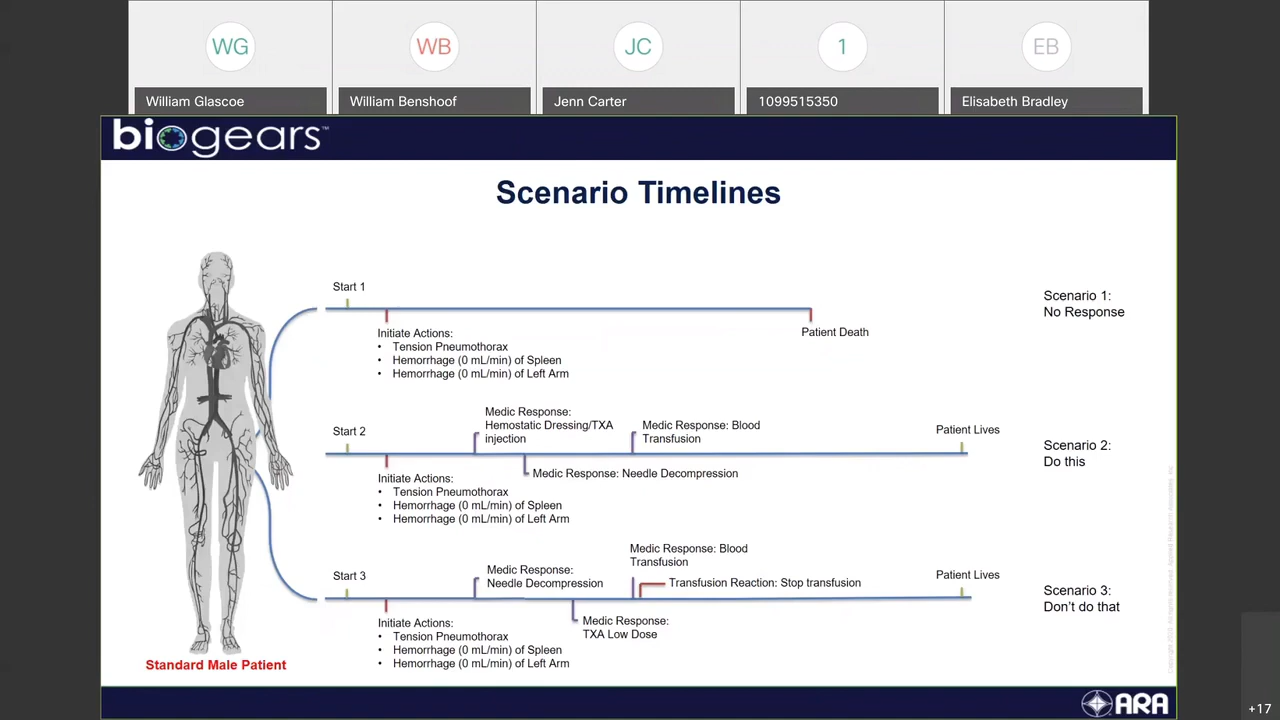 WG
WB
JC
1
EB
William Glascoe
William Benshoof
Jenn Carter
1099515350
Elisabeth Bradley
biogears™
Scenario Timelines
Start 1
Initiate Actions:
• Tension Pneumothorax
• Hemorrhage (0 mL/min) of Spleen
• Hemorrhage (0 mL/min) of Left Arm
Patient Death
Scenario 1:
No Response
Start 2
Initiate Actions:
• Tension Pneumothorax
• Hemorrhage (0 mL/min) of Spleen
• Hemorrhage (0 mL/min) of Left Arm
Medic Response:
Hemostatic Dressing/TXA
injection
Medic Response: Needle Decompression
Medic Response: Blood
Transfusion
Patient Lives
Scenario 2:
Do this
Start 3
Initiate Actions:
• Tension Pneumothorax
• Hemorrhage (0 mL/min) of Spleen
• Hemorrhage (0 mL/min) of Left Arm
Medic Response:
Needle Decompression
Medic Response:
TXA Low Dose
Medic Response: Blood
Transfusion
Transfusion Reaction: Stop transfusion
Patient Lives
Scenario 3:
Don't do that
Standard Male Patient
ARA
+17